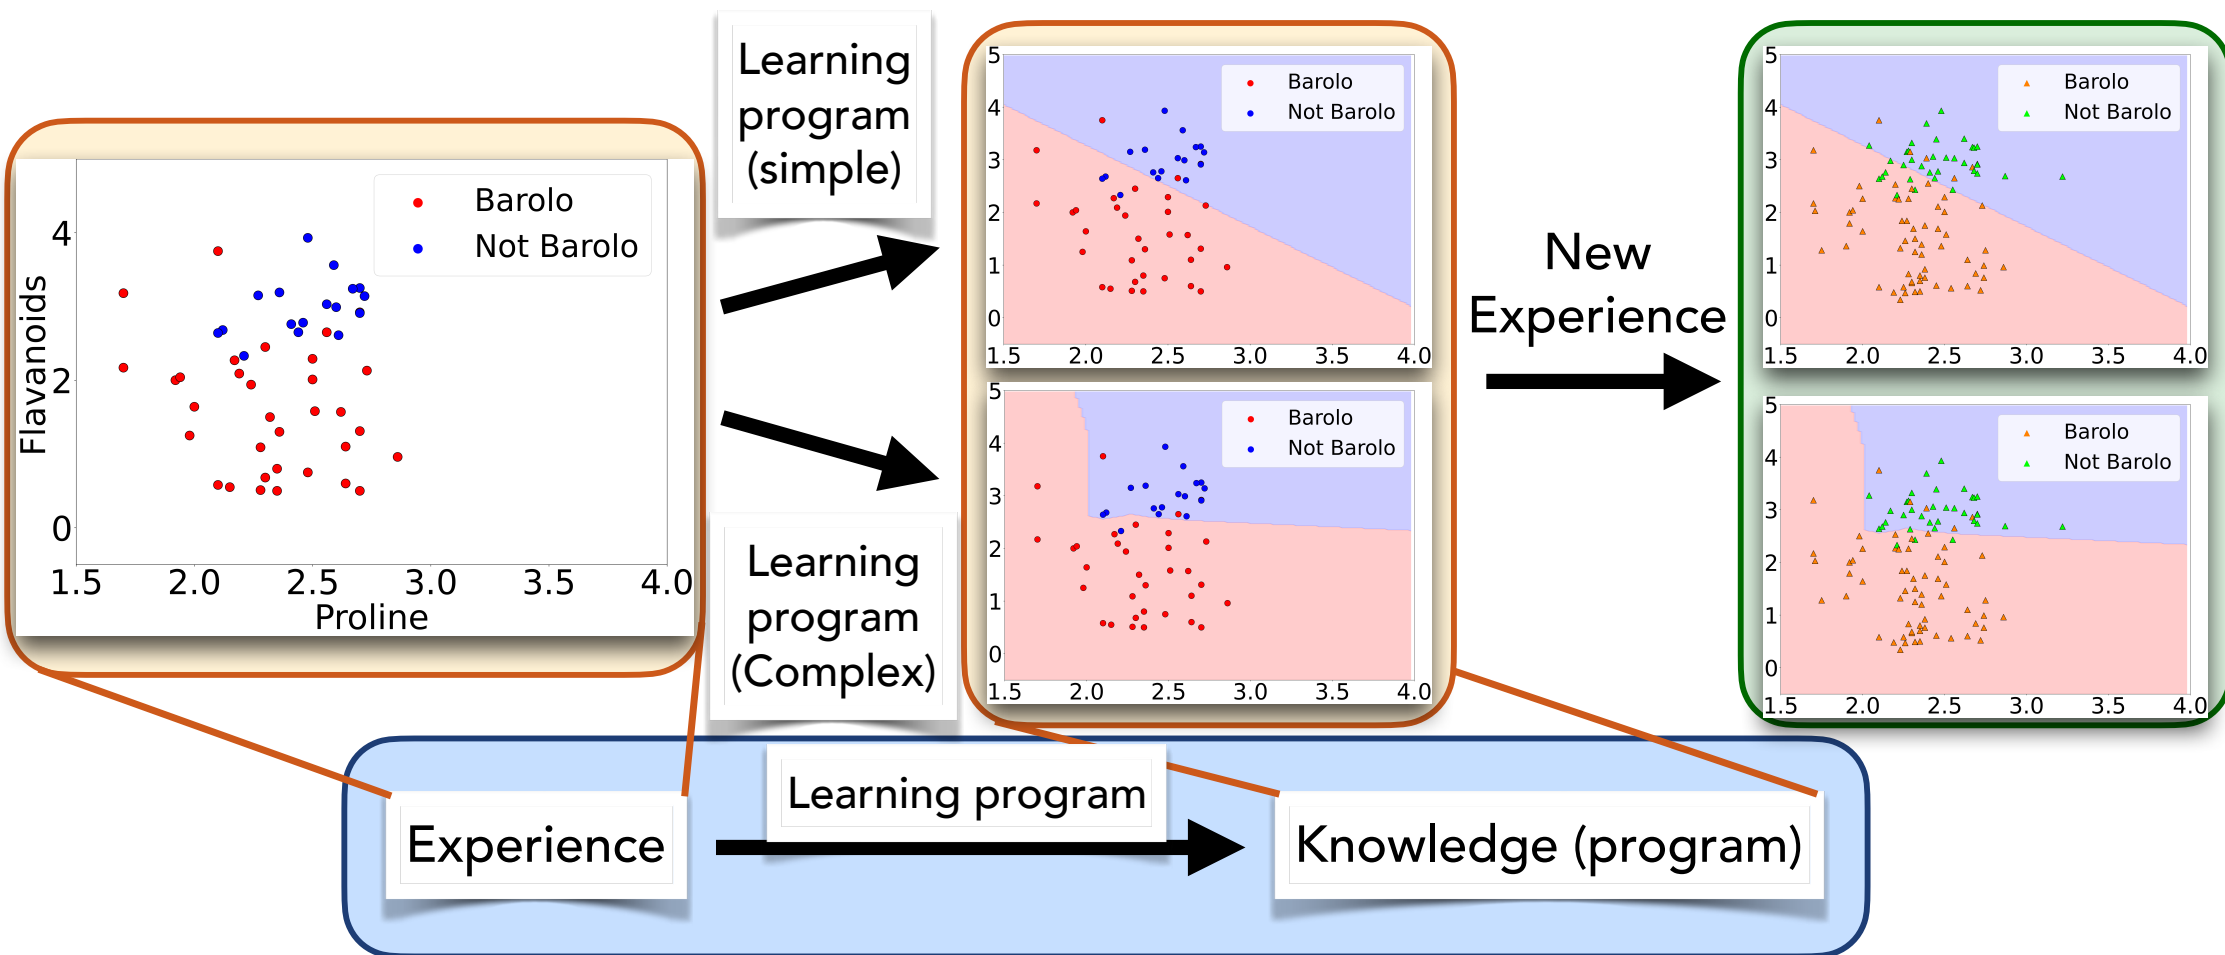 Flavanoids
4
2
0
1.5 2.0 2.5 3.0 3.5 4.0
Proline
Barolo
Not Barolo
Learning
program
(simple)
Learning
program
(Complex)
5
4
3
2
1
0
1.5 2.0 2.5 3.0 3.5 4.0
Barolo
Not Barolo
5
4
3
2
1
0
1.5 2.0 2.5 3.0 3.5 4.0
Barolo
Not Barolo
New
Experience
5
4
3
2
1
0
1.5 2.0 2.5 3.0 3.5 4.0
Barolo
Not Barolo
5
4
3
2
1
0
1.5 2.0 2.5 3.0 3.5 4.0
Barolo
Not Barolo
Experience
Learning program
Knowledge (program)